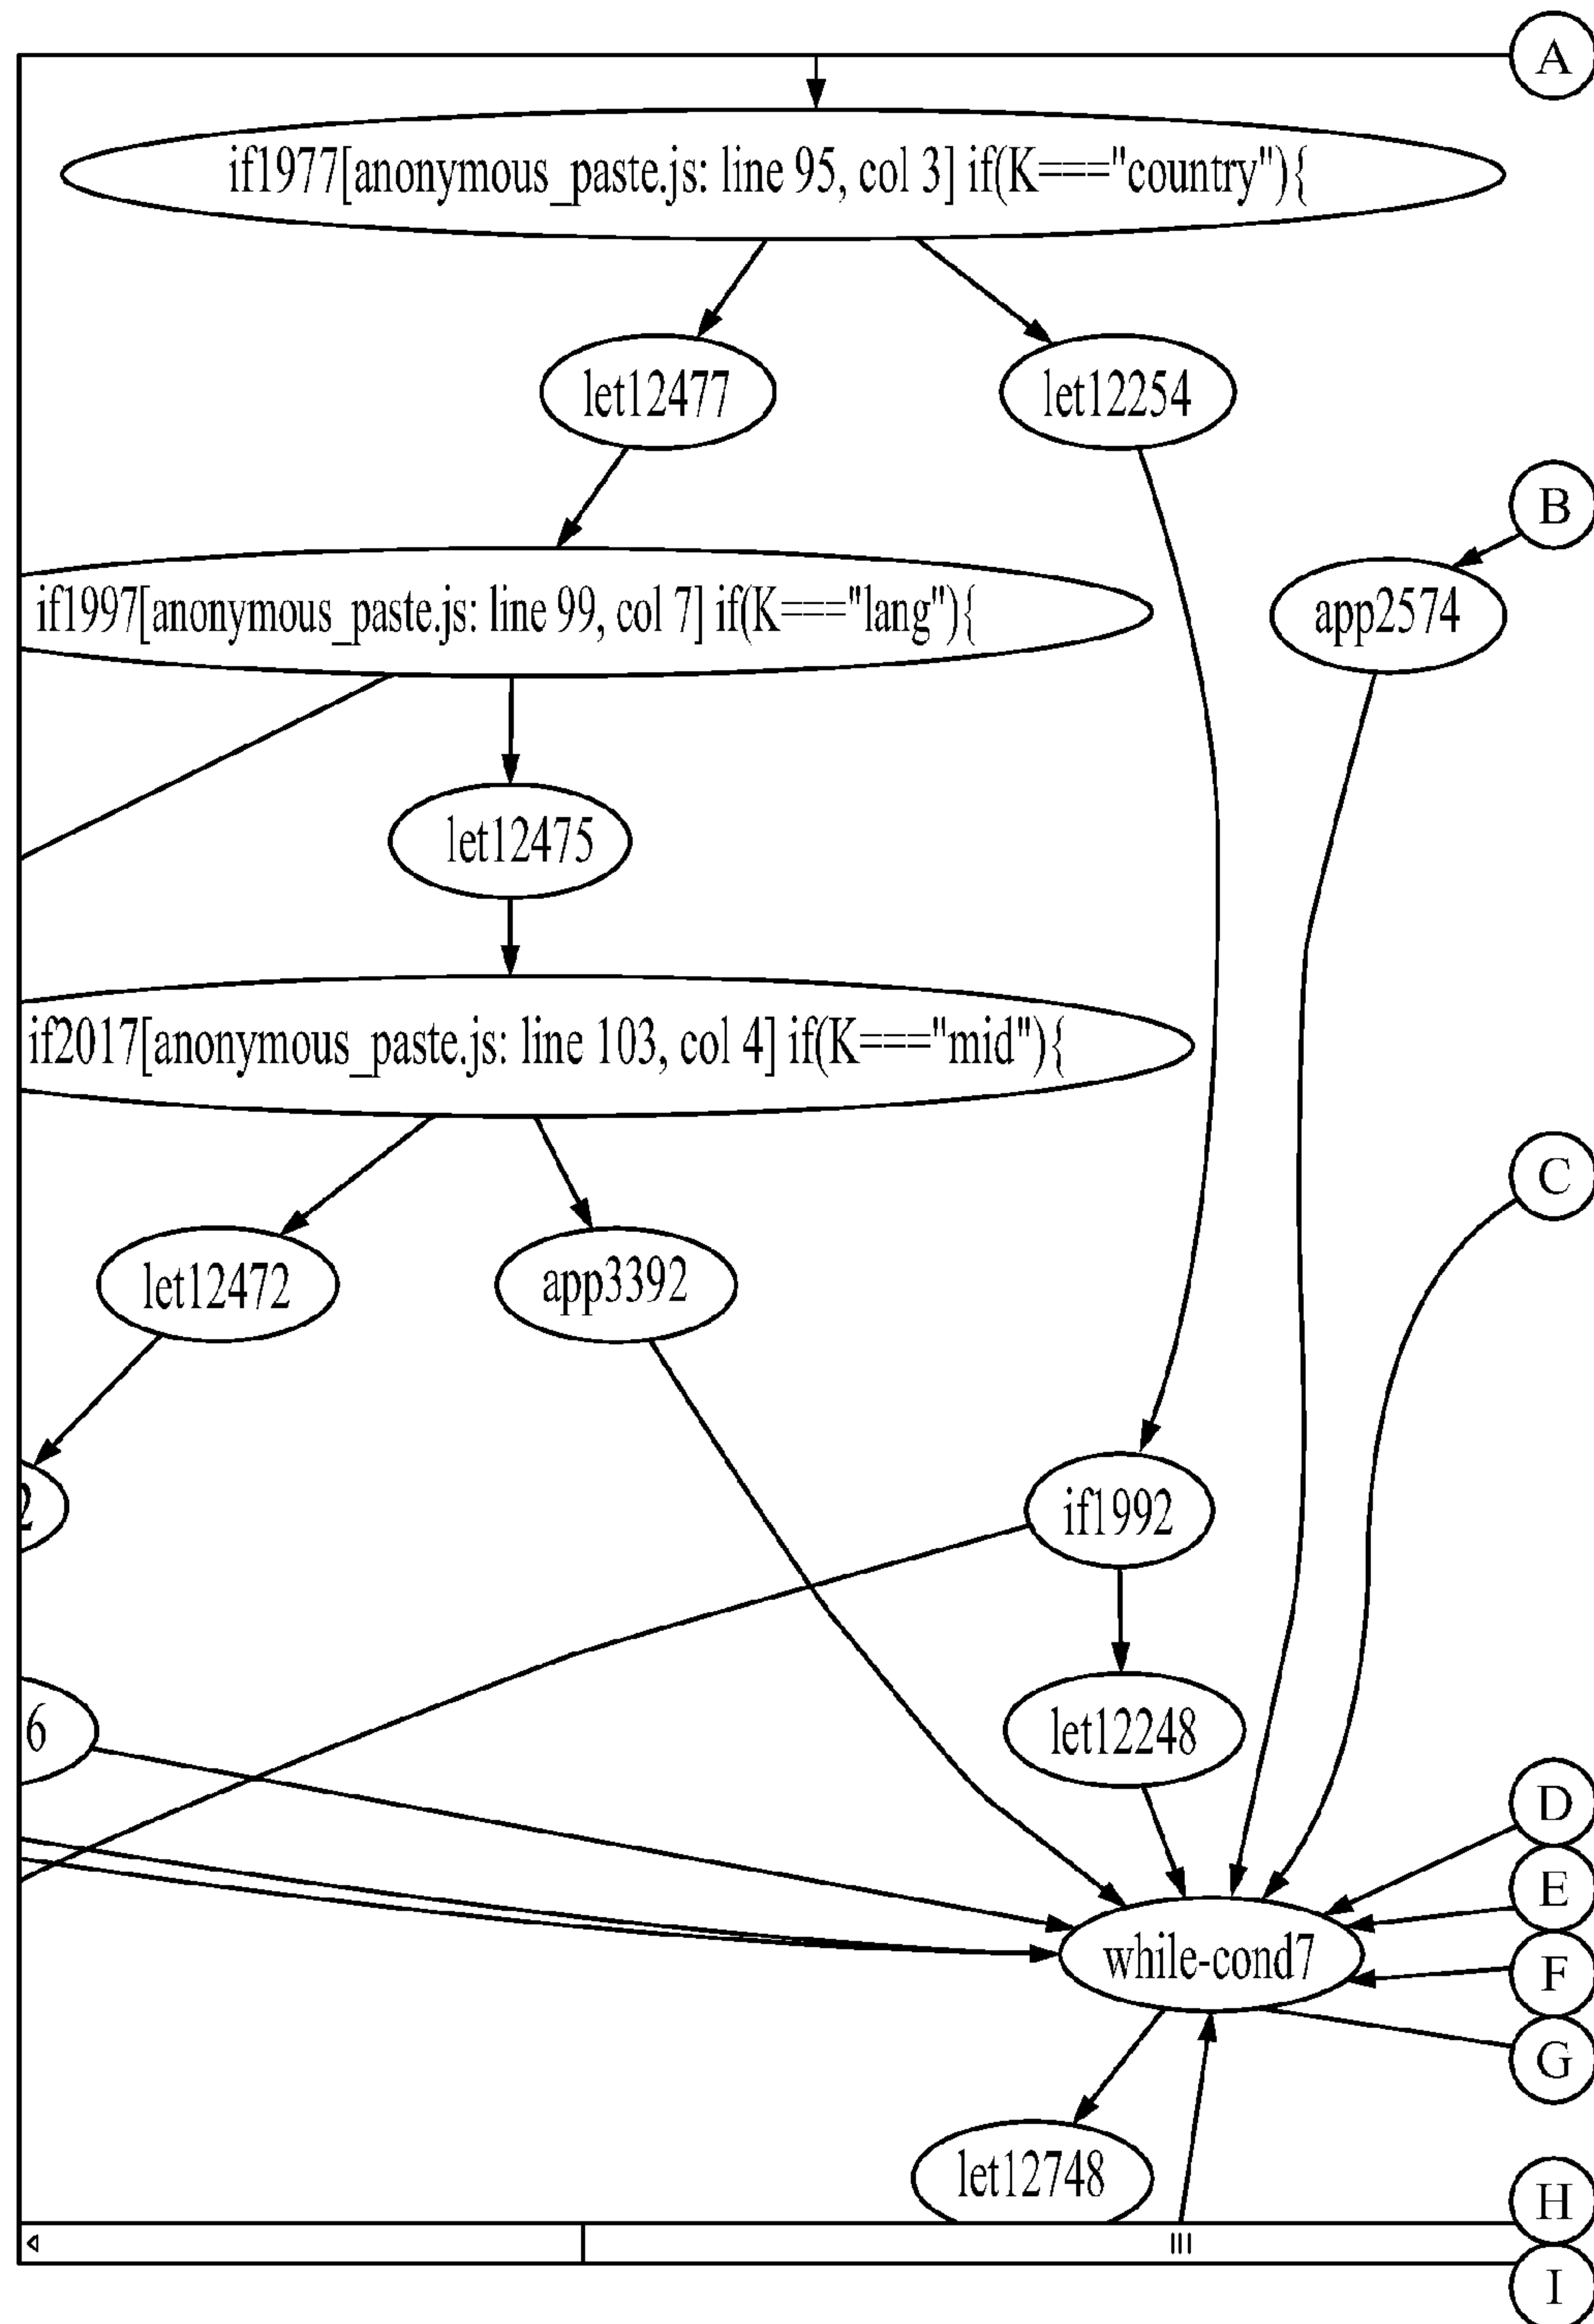 A
if1977[anonymous_paste.js: line 95, col 3] if(K==="country"){
let12477
let12254
B
if1997[anonymous_paste.js: line 99, col 7] if(K==="lang"){
app2574
let12475
if2017[anonymous_paste.js: line 103, col 4] if(K==="mid"){
C
let12472
app3392
2
if1992
6
let12248
D
E
while-cond7
F
G
let12748
H
I